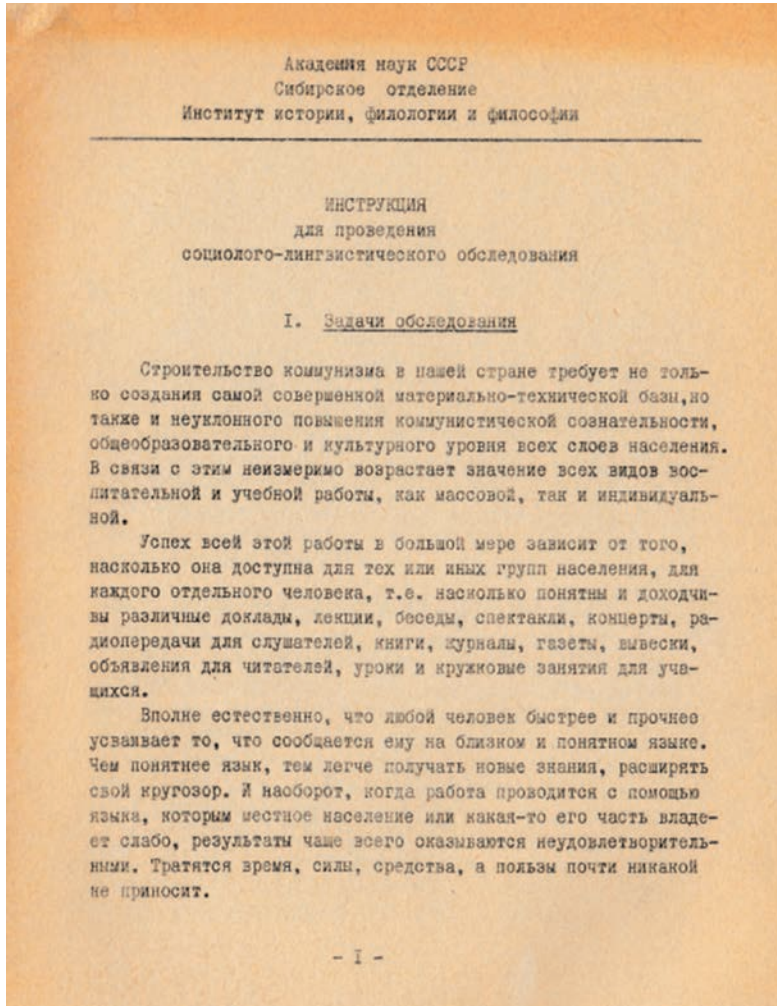 Академия наук СССР
Сибирское отделение
Институт истории, филологии и философии
ИНСТРУКЦИЯ
для проведения
социолого-лингвистического обследования
I. Задачи обследования
Строительство коммунизма в нашей стране требует не толь-
ко создания самой совершенной материально-технической базы,но
также и неуклонного повышения коммунистической сознательности,
общеобразовательного и культурного уровня всех слоев населения.
В связи с этим неизмеримо возрастает значение всех видов вос-
питательной и учебной работы, как массовой, так и индивидуаль-
ной.
Успех всей этой работы в большой мере зависит от того,
насколько она доступна для тех или иных групп населения, для
каждого отдельного человека, т.е. насколько понятны и доходчи-
вы различные доклады, лекции, беседы, спектакли, концерты, ра-
диопередачи для слушателей, книги, журналы, газеты, вывески,
объявления для читателей, уроки и кружковые занятия для уча-
щихся.
Вполне естественно, что любой человек быстрее и прочнее
усваивает то, что сообщается ему на близком и понятном языке.
Чем понятнее язык, тем легче получать новые знания, расширять
свой кругозор. И наоборот, когда работа проводится с помощью
языка, которым местное население или какая-то его часть владе-
ет слабо, результаты чаще всего оказываются неудовлетворитель-
ными. Тратятся время, силы, средства, а пользы почти никакой
не приносит.
- I -